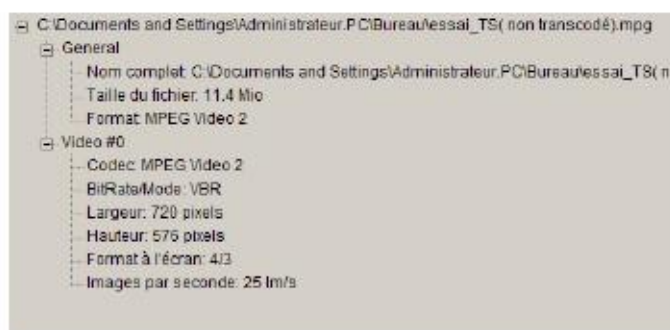 C:\Documents and Settings\Administrateur.PC\Bureau\essai_TS( non transcodé).mpg
General
Nom complet: C:\Documents and Settings\Administrateur.PC\Bureau\essai_TS( n
Taille du fichier: 11.4 Mio
Format: MPEG Video 2
Video #0
Codec: MPEG Video 2
BitRate/Mode: VBR
Largeur: 720 pixels
Hauteur: 576 pixels
Format à l'écran: 4/3
Images par seconde: 25 Im/s